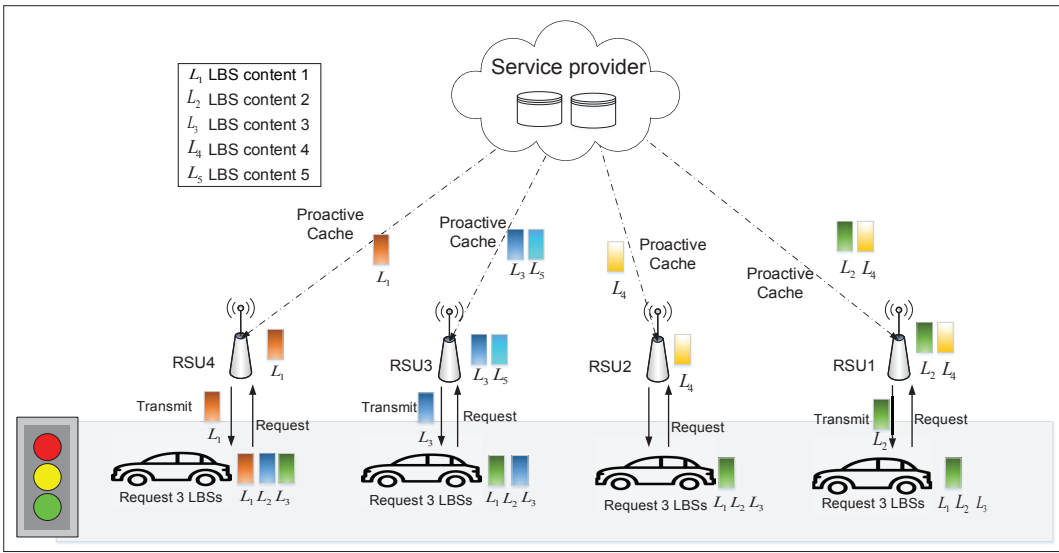 Service provider
L1 LBS content 1
L2 LBS content 2
L3 LBS content 3
L4 LBS content 4
L5 LBS content 5
Proactive
Cache
L1
Proactive
Cache
L3 L5
L4
Proactive
Cache
L2 L4
Proactive
Cache
RSU4
L1
RSU3
L3 L5
RSU2
L4
RSU1
L2 L4
Transmit
L1
Request
Transmit
L3
Request
Request
Transmit
L2
Request
Request 3 LBSs
L1 L2 L3
Request 3 LBSs
L1 L2 L3
Request 3 LBSs
L1 L2 L3
Request 3 LBSs
L1 L2 L3